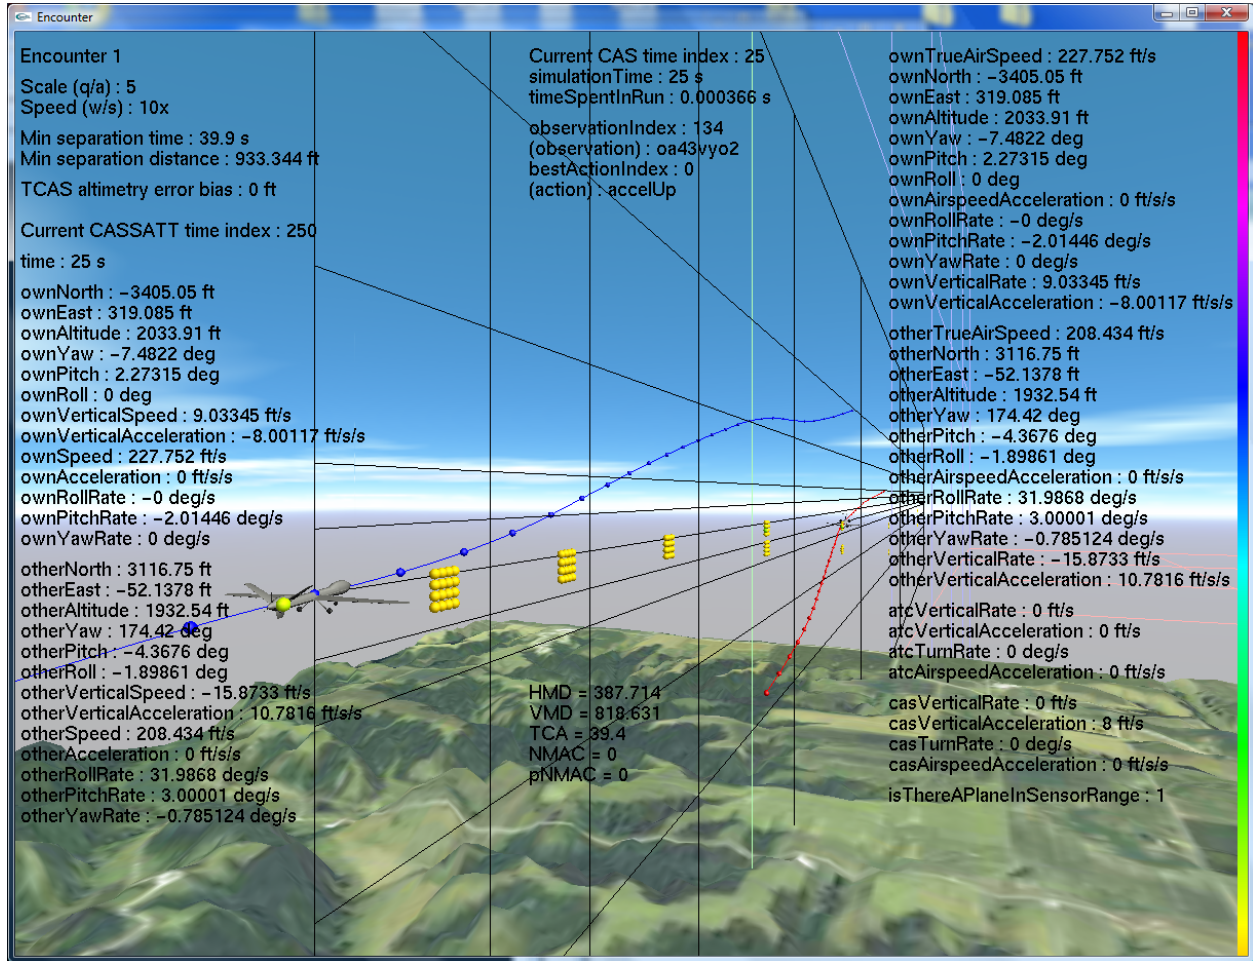 Encounter
Encounter 1
Scale (q/a) : 5
Speed (w/s) : 10x
Min separation time : 39.9 s
Min separation distance : 933.344 ft
TCAS altimetry error bias : 0 ft
Current CASSATT time index : 250
time : 25 s
ownNorth : −3405.05 ft
ownEast : 319.085 ft
ownAltitude : 2033.91 ft
ownYaw : −7.4822 deg
ownPitch : 2.27315 deg
ownRoll : 0 deg
ownVerticalSpeed : 9.03345 ft/s
ownVerticalAcceleration : −8.00117 ft/s/s
ownSpeed : 227.752 ft/s
ownAcceleration : 0 ft/s/s
ownRollRate : −0 deg/s
ownPitchRate : −2.01446 deg/s
ownYawRate : 0 deg/s
otherNorth : 3116.75 ft
otherEast : −52.1378 ft
otherAltitude : 1932.54 ft
otherYaw : 174.42 deg
otherPitch : −4.3676 deg
otherRoll : −1.89861 deg
otherVerticalSpeed : −15.8733 ft/s
otherVerticalAcceleration : 10.7816 ft/s/s
otherSpeed : 208.434 ft/s
otherAcceleration : 0 ft/s/s
otherRollRate : 31.9868 deg/s
otherPitchRate : 3.00001 deg/s
otherYawRate : −0.785124 deg/s
Current CAS time index : 25
simulationTime : 25 s
timeSpentInRun : 0.000366 s
observationIndex : 134
(observation) : oa43vyo2
bestActionIndex : 0
(action) : accelUp
HMD = 387.714
VMD = 818.631
TCA = 39.4
NMAC = 0
pNMAC = 0
ownTrueAirSpeed : 227.752 ft/s
ownNorth : −3405.05 ft
ownEast : 319.085 ft
ownAltitude : 2033.91 ft
ownYaw : −7.4822 deg
ownPitch : 2.27315 deg
ownRoll : 0 deg
ownAirspeedAcceleration : 0 ft/s/s
ownRollRate : −0 deg/s
ownPitchRate : −2.01446 deg/s
ownYawRate : 0 deg/s
ownVerticalRate : 9.03345 ft/s
ownVerticalAcceleration : −8.00117 ft/s/s
otherTrueAirSpeed : 208.434 ft/s
otherNorth : 3116.75 ft
otherEast : −52.1378 ft
otherAltitude : 1932.54 ft
otherYaw : 174.42 deg
otherPitch : −4.3676 deg
otherRoll : −1.89861 deg
otherAirspeedAcceleration : 0 ft/s/s
otherRollRate : 31.9868 deg/s
otherPitchRate : 3.00001 deg/s
otherYawRate : −0.785124 deg/s
otherVerticalRate : −15.8733 ft/s
otherVerticalAcceleration : 10.7816 ft/s/s
atcVerticalRate : 0 ft/s
atcVerticalAcceleration : 0 ft/s
atcTurnRate : 0 deg/s
atcAirspeedAcceleration : 0 ft/s/s
casVerticalRate : 0 ft/s
casVerticalAcceleration : 8 ft/s
casTurnRate : 0 deg/s
casAirspeedAcceleration : 0 ft/s/s
isThereAPlaneInSensorRange : 1